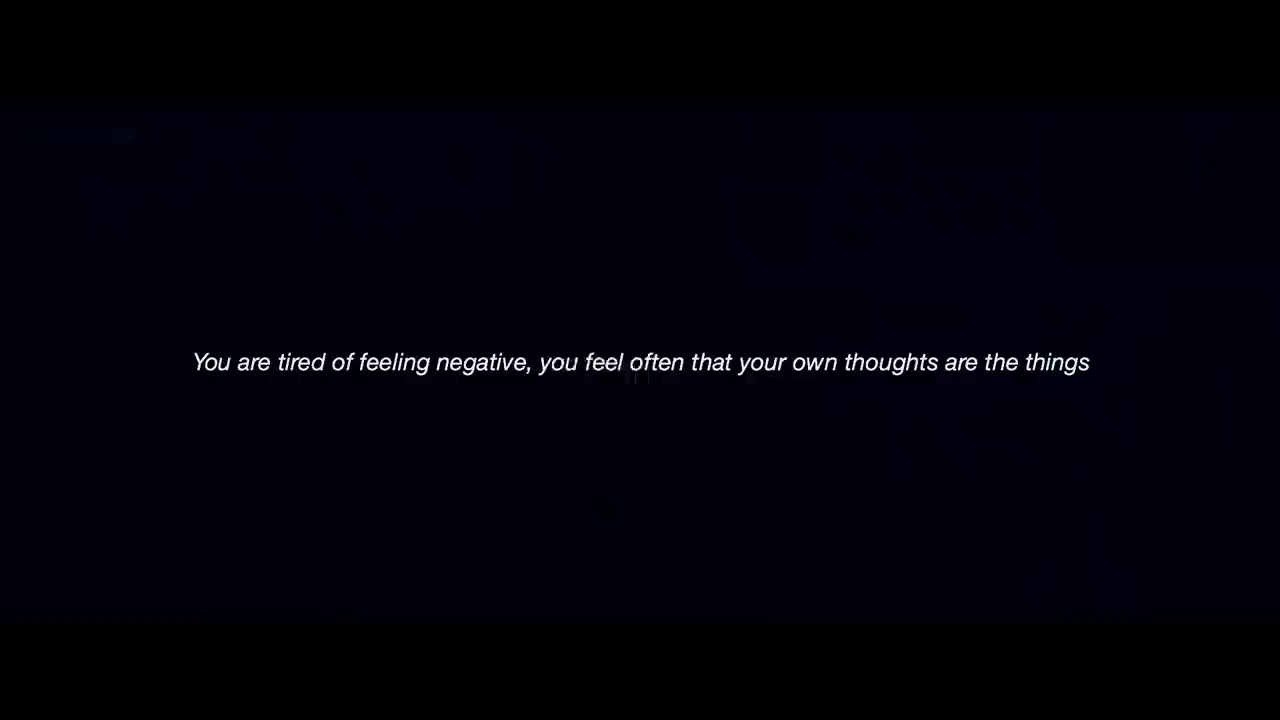 You are tired of feeling negative, you feel often that your own thoughts are the things